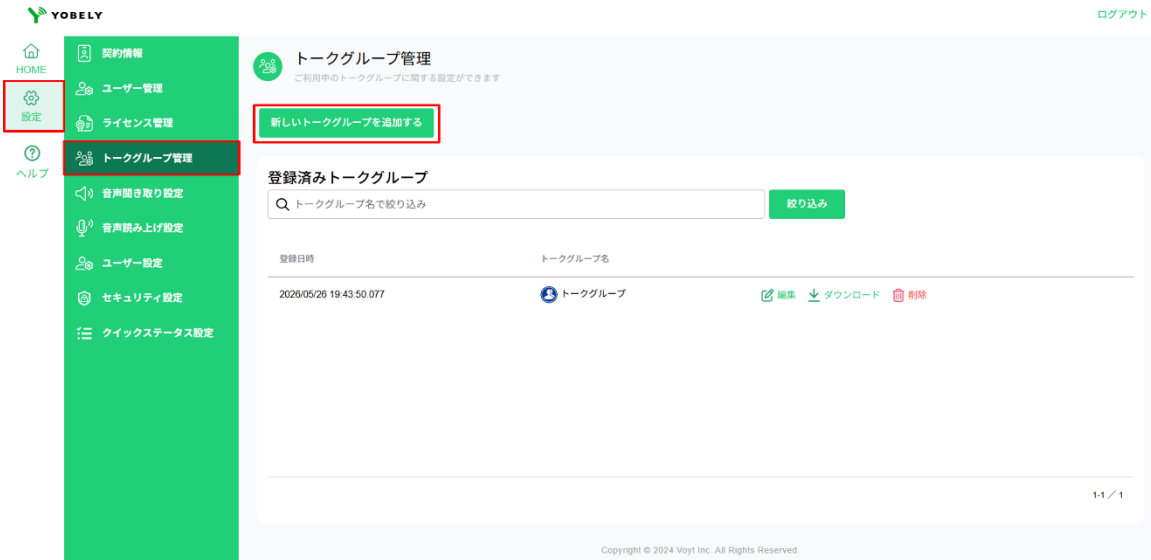 YOBELY
ログアウト
HOME
設定
ヘルプ
契約情報
ユーザー管理
ライセンス管理
トークグループ管理
音声聞き取り設定
音声読み上げ設定
ユーザー設定
セキュリティ設定
クイックステータス設定
トークグループ管理
ご利用中のトークグループに関する設定ができます
新しいトークグループを追加する
登録済みトークグループ
トークグループ名で絞り込み
絞り込み
登録日時 トークグループ名
2026/05/26 19:43:50.077 トークグループ 編集 ダウンロード 削除
1-1 ／ 1
Copyright © 2024 Voyt Inc. All Rights Reserved.